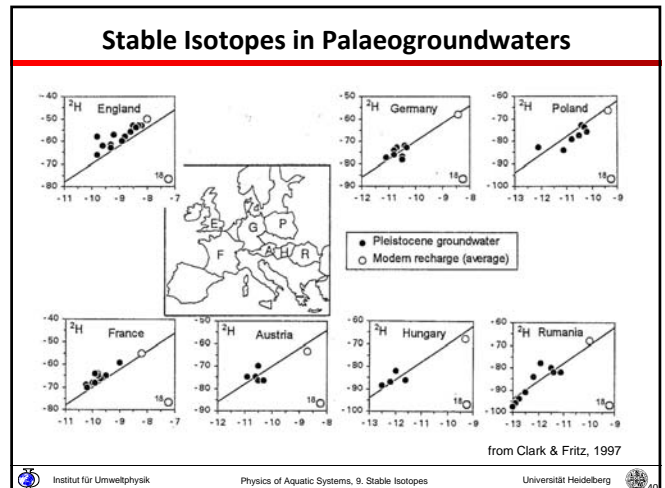 Stable Isotopes in Palaeogroundwaters
-40
-50
-60
-70
-80
²H England
18O
-11 -10 -9 -8 -7
-50
-60
-70
-80
-90
²H Germany
18O
-12 -11 -10 -9 -8
-60
-70
-80
-90
-100
²H Poland
18O
-13 -12 -11 -10 -9
E
G
P
F
A
H
R
● Pleistocene groundwater
○ Modern recharge (average)
-40
-50
-60
-70
-80
²H France
18O
-11 -10 -9 -8 -7
-50
-60
-70
-80
-90
²H Austria
18O
-12 -11 -10 -9 -8
-60
-70
-80
-90
-100
²H Hungary
18O
-13 -12 -11 -10 -9
-60
-70
-80
-90
-100
²H Rumania
18O
-13 -12 -11 -10 -9
from Clark & Fritz, 1997
Institut für Umweltphysik Physics of Aquatic Systems, 9. Stable Isotopes Universität Heidelberg 40